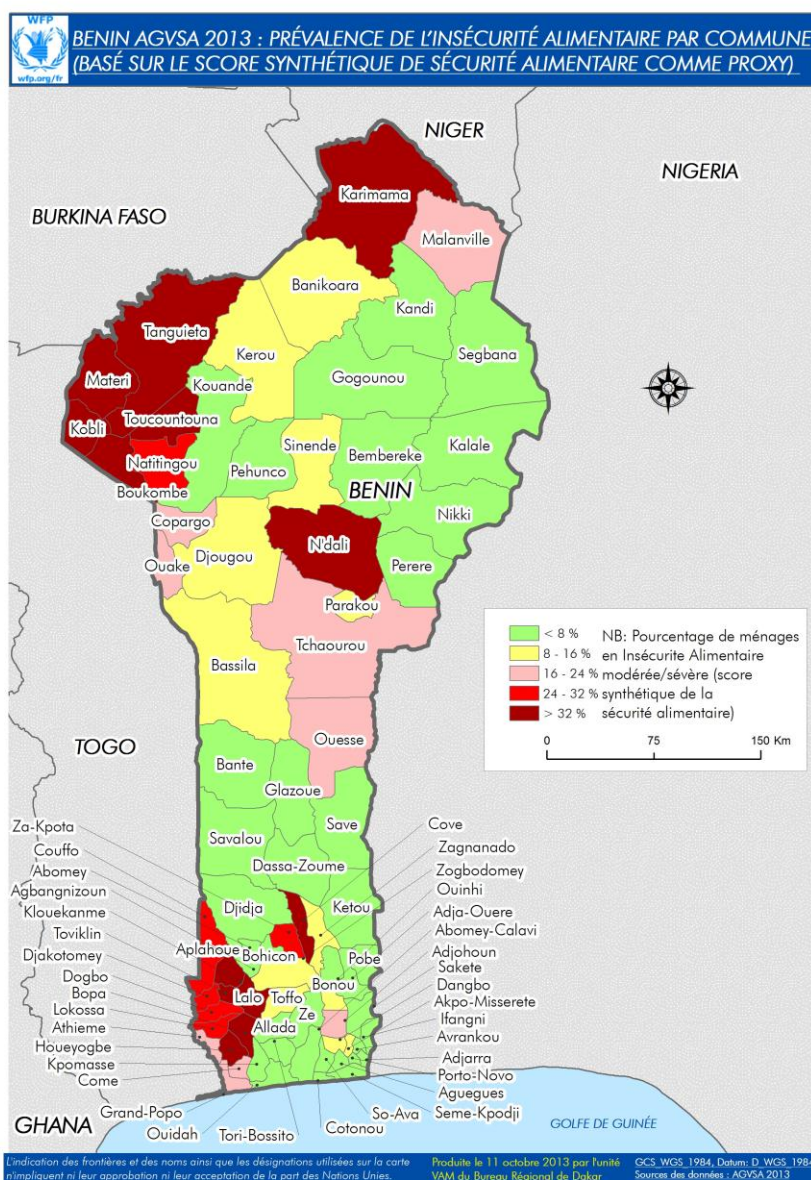 WFP
wfp.org/fr
BENIN AGVSA 2013 : PRÉVALENCE DE L'INSÉCURITÉ ALIMENTAIRE PAR COMMUNE
(BASÉ SUR LE SCORE SYNTHÉTIQUE DE SÉCURITÉ ALIMENTAIRE COMME PROXY)
NIGER
NIGERIA
BURKINA FASO
Karimama
Malanville
Banikoara
Kandi
Tanguieta
Segbana
Kerou
Materi
Kouande
Gogounou
Toucountouna
Kobli
Sinende
Kalale
Natitingou
Bembereke
Pehunco
Boukombe
BENIN
Copargo
Nikki
N'dali
Djougou
Ouake
Perere
Parakou
Tchaourou
Bassila
< 8 %
8 - 16 %
16 - 24 %
24 - 32 %
> 32 %
NB: Pourcentage de ménages
en Insécurite Alimentaire
modérée/sévère (score
synthétique de la
sécurité alimentaire)
0 75 150 Km
Ouesse
TOGO
Bante
Glazoue
Save
Savalou
Dassa-Zoume
Djidja
Ketou
Aplahoue
Bohicon
Pobe
Bonou
Lalo
Toffo
Ze
Allada
Za-Kpota
Couffo
Abomey
Agbangnizoun
Klouekanme
Toviklin
Djakotomey
Dogbo
Bopa
Lokossa
Athieme
Houeyogbe
Kpomasse
Come
Grand-Popo
Ouidah
Tori-Bossito
Cotonou
So-Ava
Cove
Zagnanado
Zogbodomey
Ouinhi
Adja-Ouere
Abomey-Calavi
Adjohoun
Sakete
Dangbo
Akpo-Misserete
Ifangni
Avrankou
Adjarra
Porto-Novo
Aguegues
Seme-Kpodji
GHANA
GOLFE DE GUINÉE
L'indication des frontières et des noms ainsi que les désignations utilisées sur la carte
n'impliquent ni leur approbation ni leur acceptation de la part des Nations Unies.
Produite le 11 octobre 2013 par l'unité
VAM du Bureau Régional de Dakar
GCS_WGS_1984, Datum: D_WGS_1984
Sources des données : AGVSA 2013